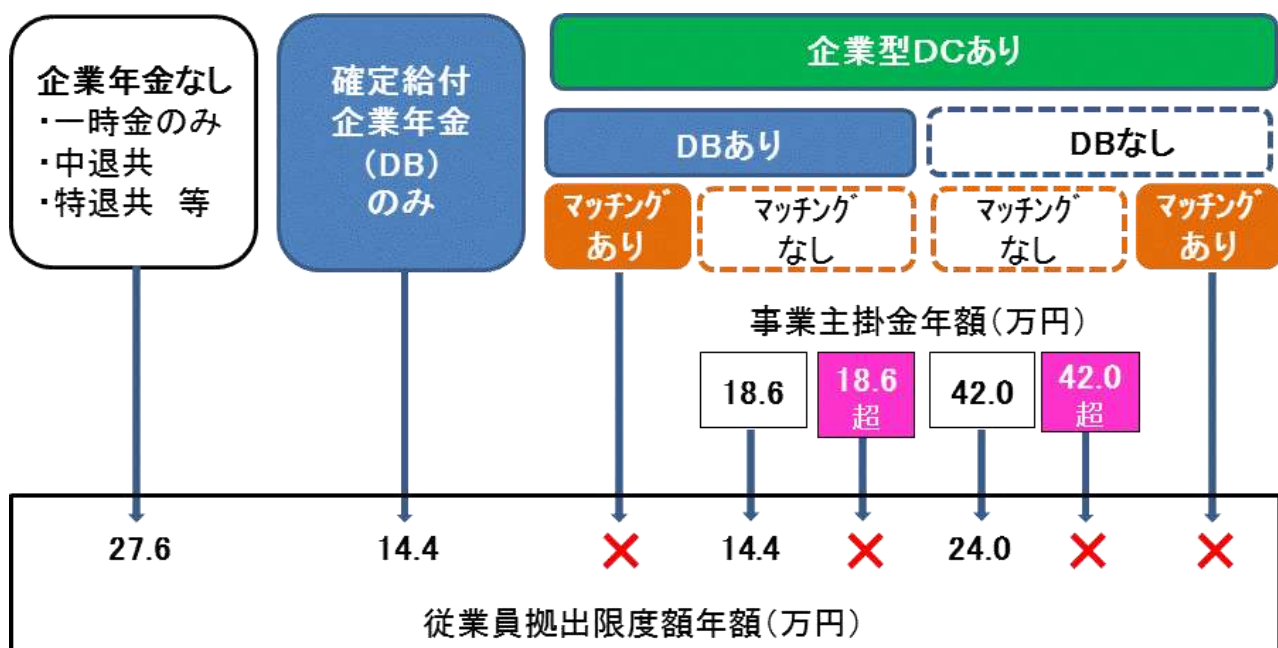 企業年金なし
・一時金のみ
・中退共
・特退共　等
確定給付
企業年金
(DB)
のみ
企業型DCあり
DBあり
DBなし
マッチング
あり
マッチング
なし
マッチング
なし
マッチング
あり
事業主掛金年額(万円)
18.6
18.6
超
42.0
42.0
超
27.6
14.4
14.4
24.0
従業員拠出限度額年額(万円)